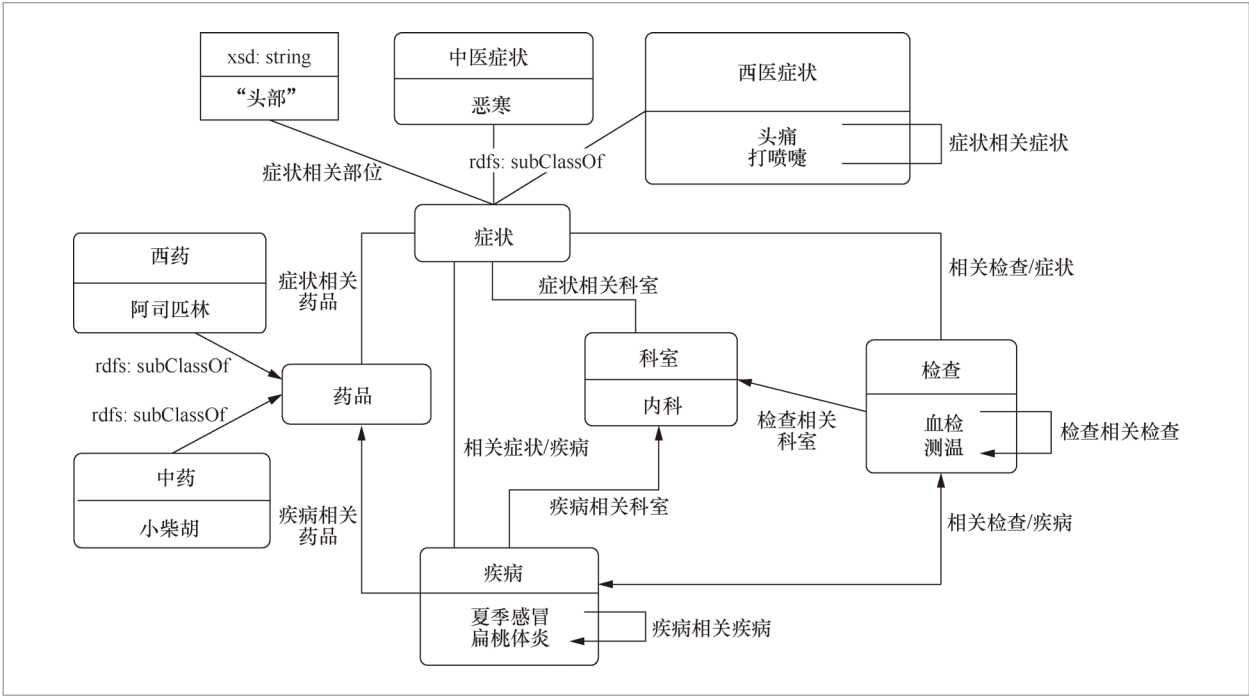 xsd: string
“头部”
中医症状
恶寒
西医症状
头痛
打喷嚏
症状相关症状
症状相关部位
rdfs: subClassOf
症状
西药
阿司匹林
症状相关
药品
症状相关科室
相关检查/症状
rdfs: subClassOf
药品
科室
内科
检查
血检
测温
检查相关检查
rdfs: subClassOf
检查相关
科室
中药
小柴胡
相关症状/疾病
疾病相关
药品
疾病相关科室
相关检查/疾病
疾病
夏季感冒
扁桃体炎
疾病相关疾病